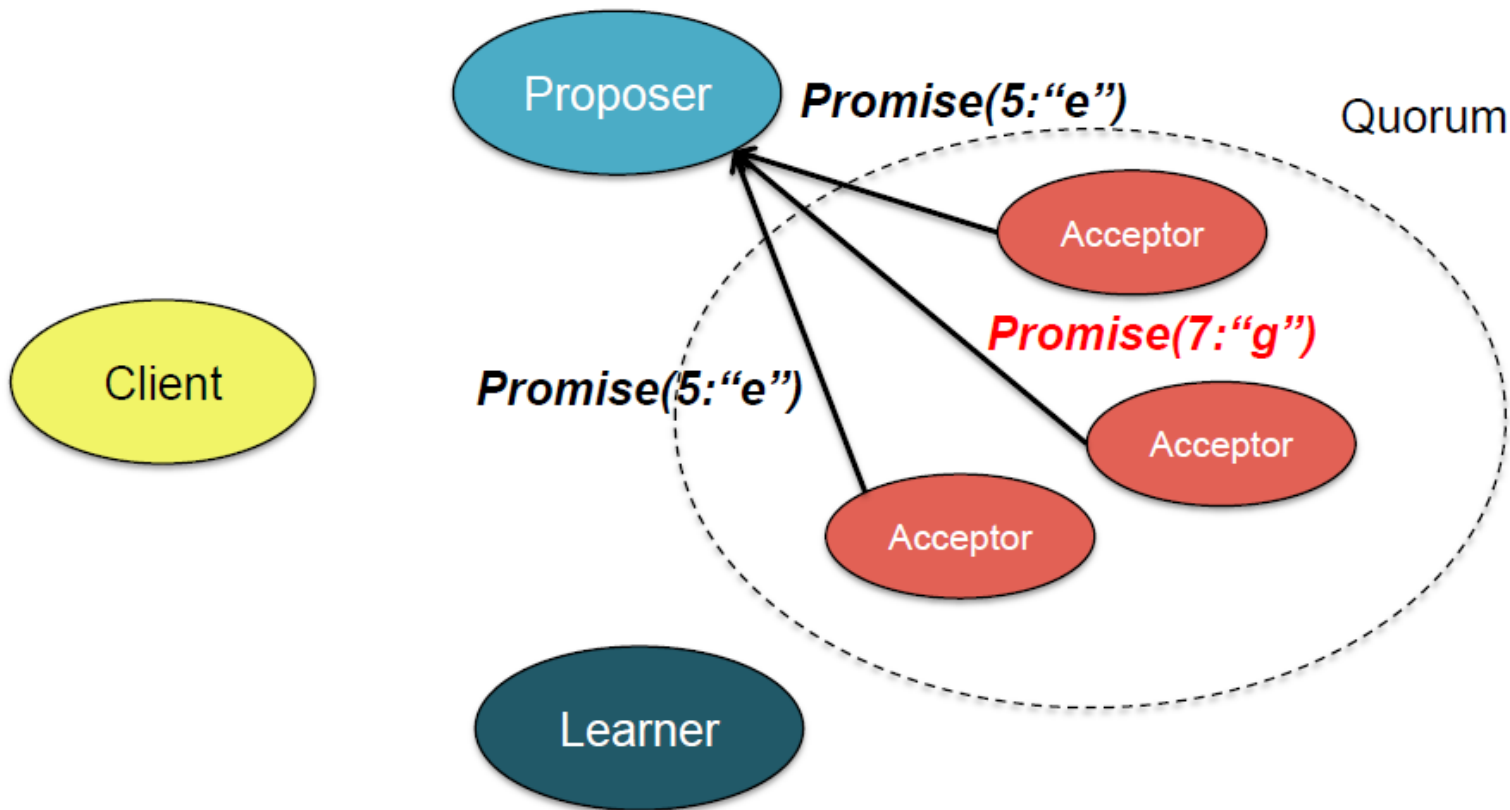 Proposer
Promise(5:“e”)
Quorum
Acceptor
Promise(7:“g”)
Client
Promise(5:“e”)
Acceptor
Acceptor
Learner